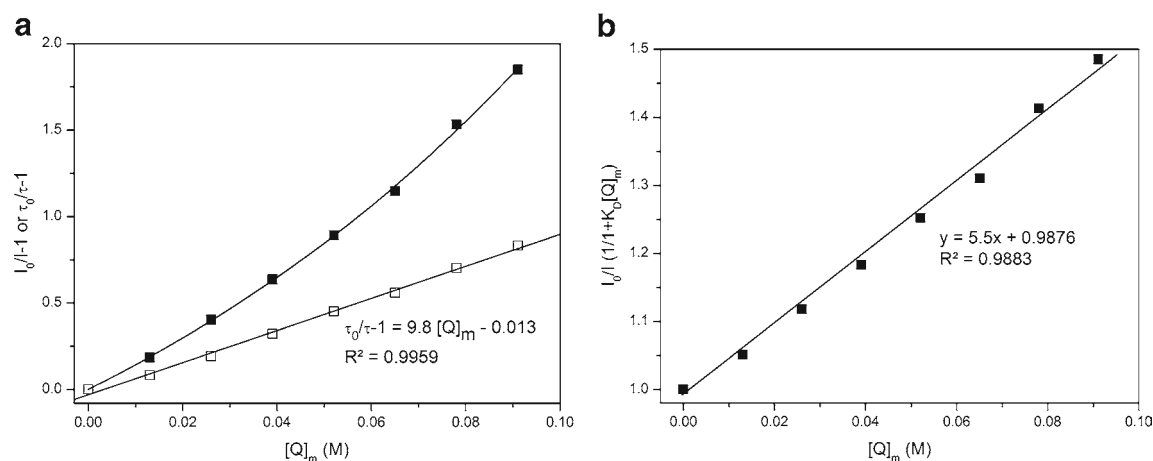 a
I₀/I-1 or τ₀/τ-1
2.0
1.5
1.0
0.5
0.0
τ₀/τ-1 = 9.8 [Q]ₘ - 0.013
R² = 0.9959
0.00 0.02 0.04 0.06 0.08 0.10
[Q]ₘ (M)
b
I₀/I (1/1+K_D[Q]ₘ)
1.5
1.4
1.3
1.2
1.1
1.0
y = 5.5x + 0.9876
R² = 0.9883
0.00 0.02 0.04 0.06 0.08 0.10
[Q]ₘ (M)